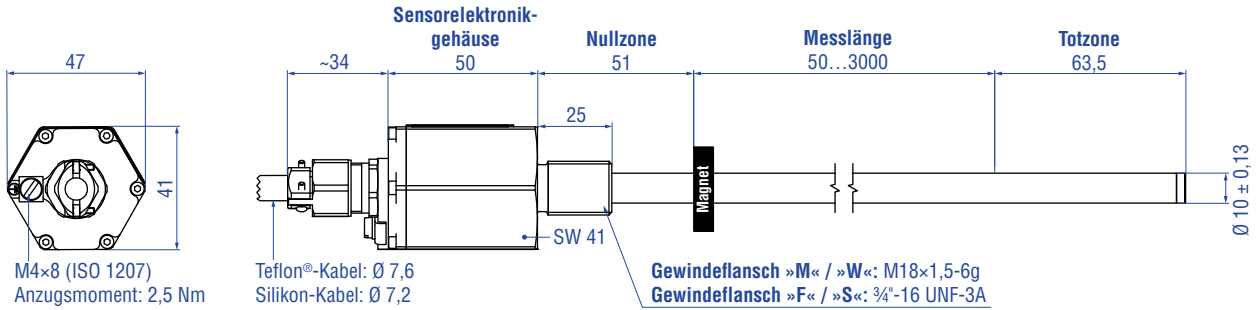 Sensorelektronik-
gehäuse
Nullzone
Messlänge
Totzone
47
~34
50
51
50…3000
63,5
25
41
Magnet
Ø 10 ± 0,13
SW 41
M4×8 (ISO 1207)
Anzugsmoment: 2,5 Nm
Teflon®-Kabel: Ø 7,6
Silikon-Kabel: Ø 7,2
Gewindeflansch »M« / »W«: M18×1,5-6g
Gewindeflansch »F« / »S«: ¾"-16 UNF-3A